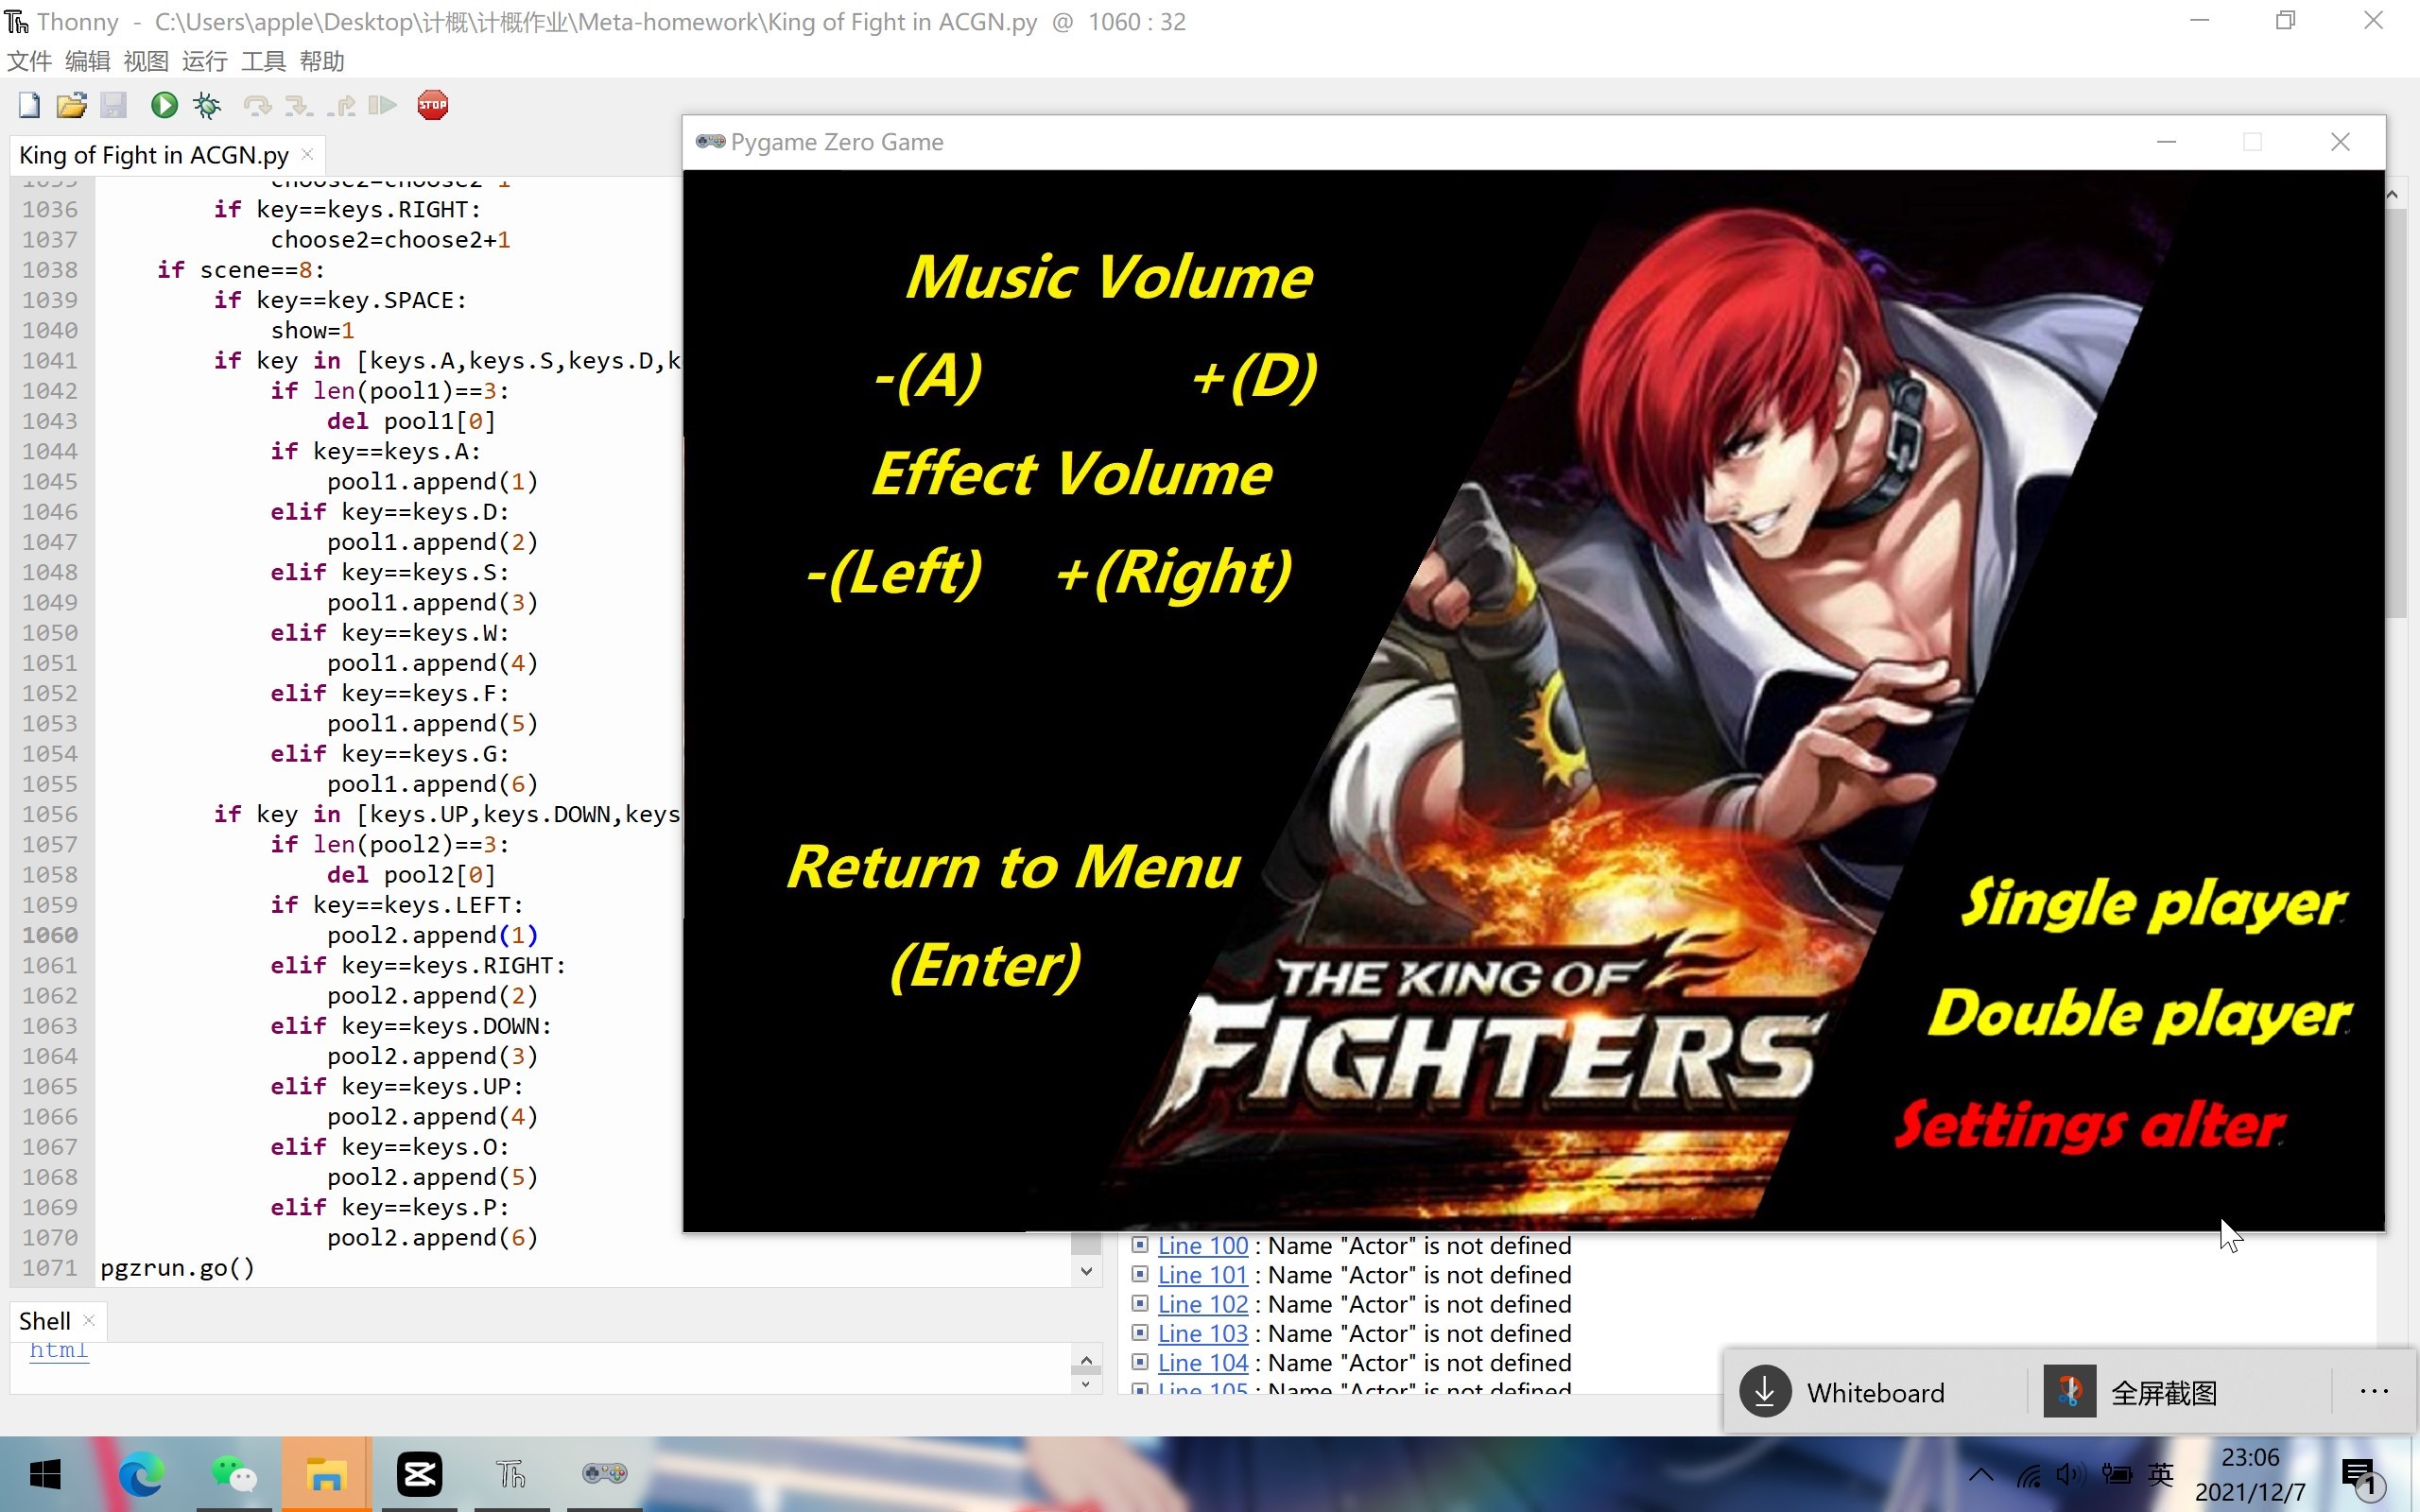 Thonny - C:\Users\apple\Desktop\计概\计概作业\Meta-homework\King of Fight in ACGN.py @ 1060 : 32
文件 编辑 视图 运行 工具 帮助
STOP
King of Fight in ACGN.py
1036 if key==keys.RIGHT:
1037 choose2=choose2+1
1038 if scene==8:
1039 if key==key.SPACE:
1040 show=1
1041 if key in [keys.A,keys.S,keys.D,k
1042 if len(pool1)==3:
1043 del pool1[0]
1044 if key==keys.A:
1045 pool1.append(1)
1046 elif key==keys.D:
1047 pool1.append(2)
1048 elif key==keys.S:
1049 pool1.append(3)
1050 elif key==keys.W:
1051 pool1.append(4)
1052 elif key==keys.F:
1053 pool1.append(5)
1054 elif key==keys.G:
1055 pool1.append(6)
1056 if key in [keys.UP,keys.DOWN,keys
1057 if len(pool2)==3:
1058 del pool2[0]
1059 if key==keys.LEFT:
1060 pool2.append(1)
1061 elif key==keys.RIGHT:
1062 pool2.append(2)
1063 elif key==keys.DOWN:
1064 pool2.append(3)
1065 elif key==keys.UP:
1066 pool2.append(4)
1067 elif key==keys.O:
1068 pool2.append(5)
1069 elif key==keys.P:
1070 pool2.append(6)
1071 pgzrun.go()
Pygame Zero Game
Music Volume
-(A) +(D)
Effect Volume
-(Left) +(Right)
Return to Menu
(Enter)
THE KING OF
FIGHTERS
Single player
Double player
Settings alter
Shell
html
Line 100 : Name "Actor" is not defined
Line 101 : Name "Actor" is not defined
Line 102 : Name "Actor" is not defined
Line 103 : Name "Actor" is not defined
Line 104 : Name "Actor" is not defined
Line 105 : Name "Actor" is not defined
Whiteboard 全屏截图 ...
Th
英
23:06
2021/12/7
1